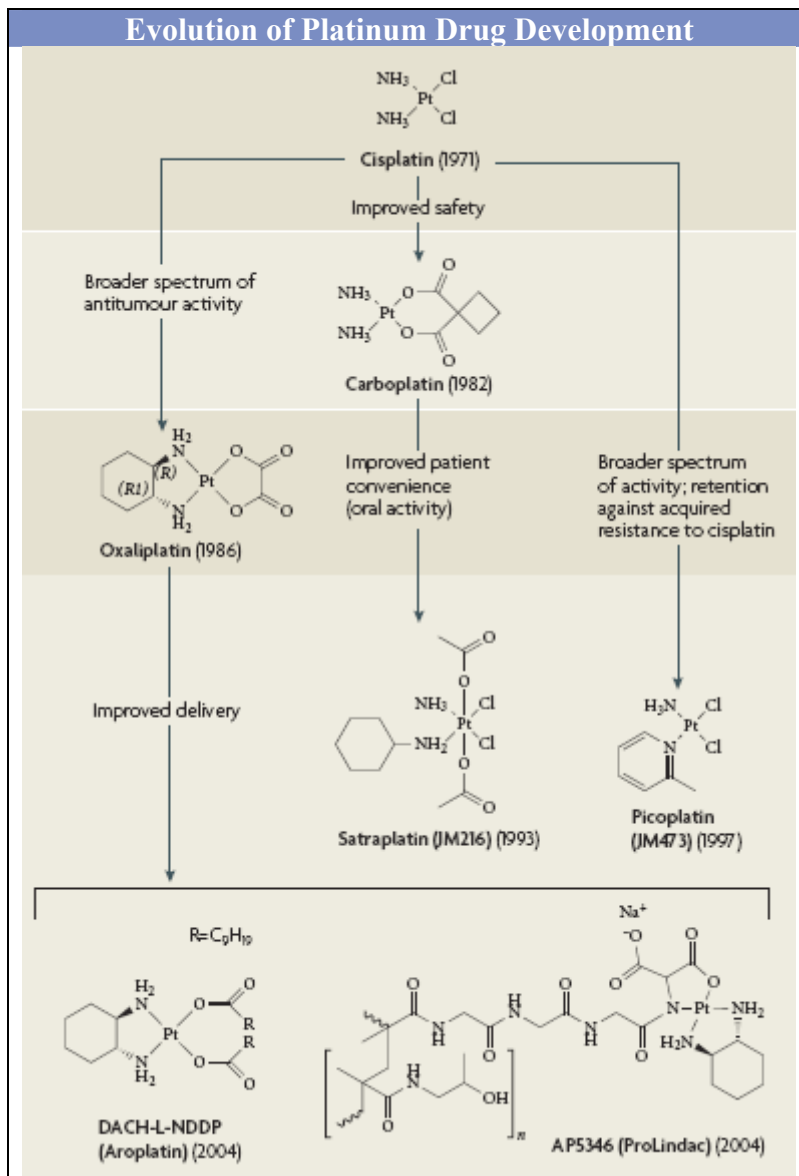 Evolution of Platinum Drug Development
NH3 Cl
Pt
NH3 Cl
Cisplatin (1971)
Improved safety
Broader spectrum of
antitumour activity
O
NH3 O
Pt
NH3 O
O
Carboplatin (1982)
H2
N O O
(R) Pt
(R1)
N O O
H2
Oxaliplatin (1986)
Improved patient
convenience
(oral activity)
Broader spectrum
of activity; retention
against acquired
resistance to cisplatin
Improved delivery
O
O
NH3 Cl
Pt
NH2 Cl
O
O
Satraplatin (JM216) (1993)
H3N Cl
Pt
N Cl
Picoplatin
(JM473) (1997)
R=C9H19
H2
N O O
R
Pt
R
N O O
H2
DACH-L-NDDP
(Aroplatin) (2004)
Na+
-O O
O O
O H O N Pt NH2
N N N
H O H O H2N
H
N
O OH
n
AP5346 (ProLindac) (2004)